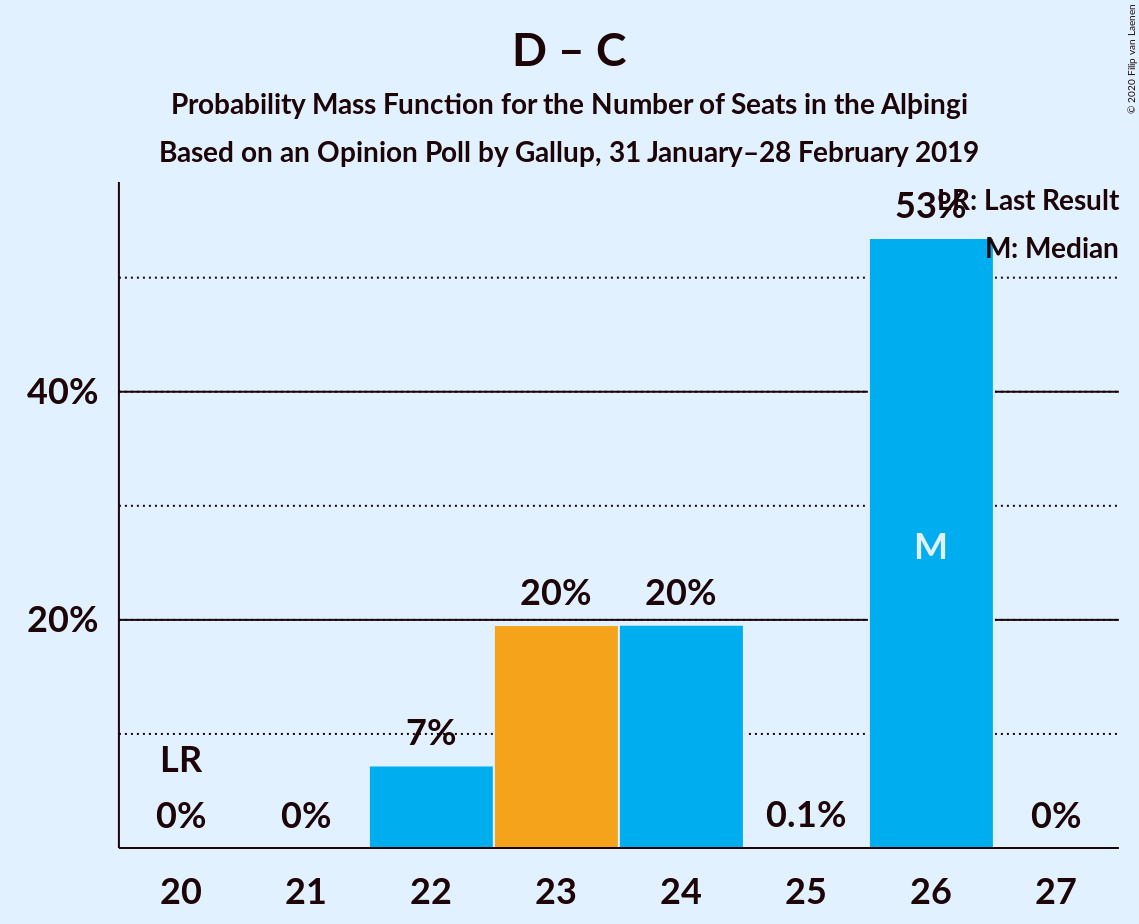 D – C
Probability Mass Function for the Number of Seats in the Alþingi
Based on an Opinion Poll by Gallup, 31 January–28 February 2019
© 2020 Filip van Laenen
LR: Last Result
M: Median
53%
40%
M
20%
20%
20%
7%
LR
0%
0%
0.1%
0%
20 21 22 23 24 25 26 27